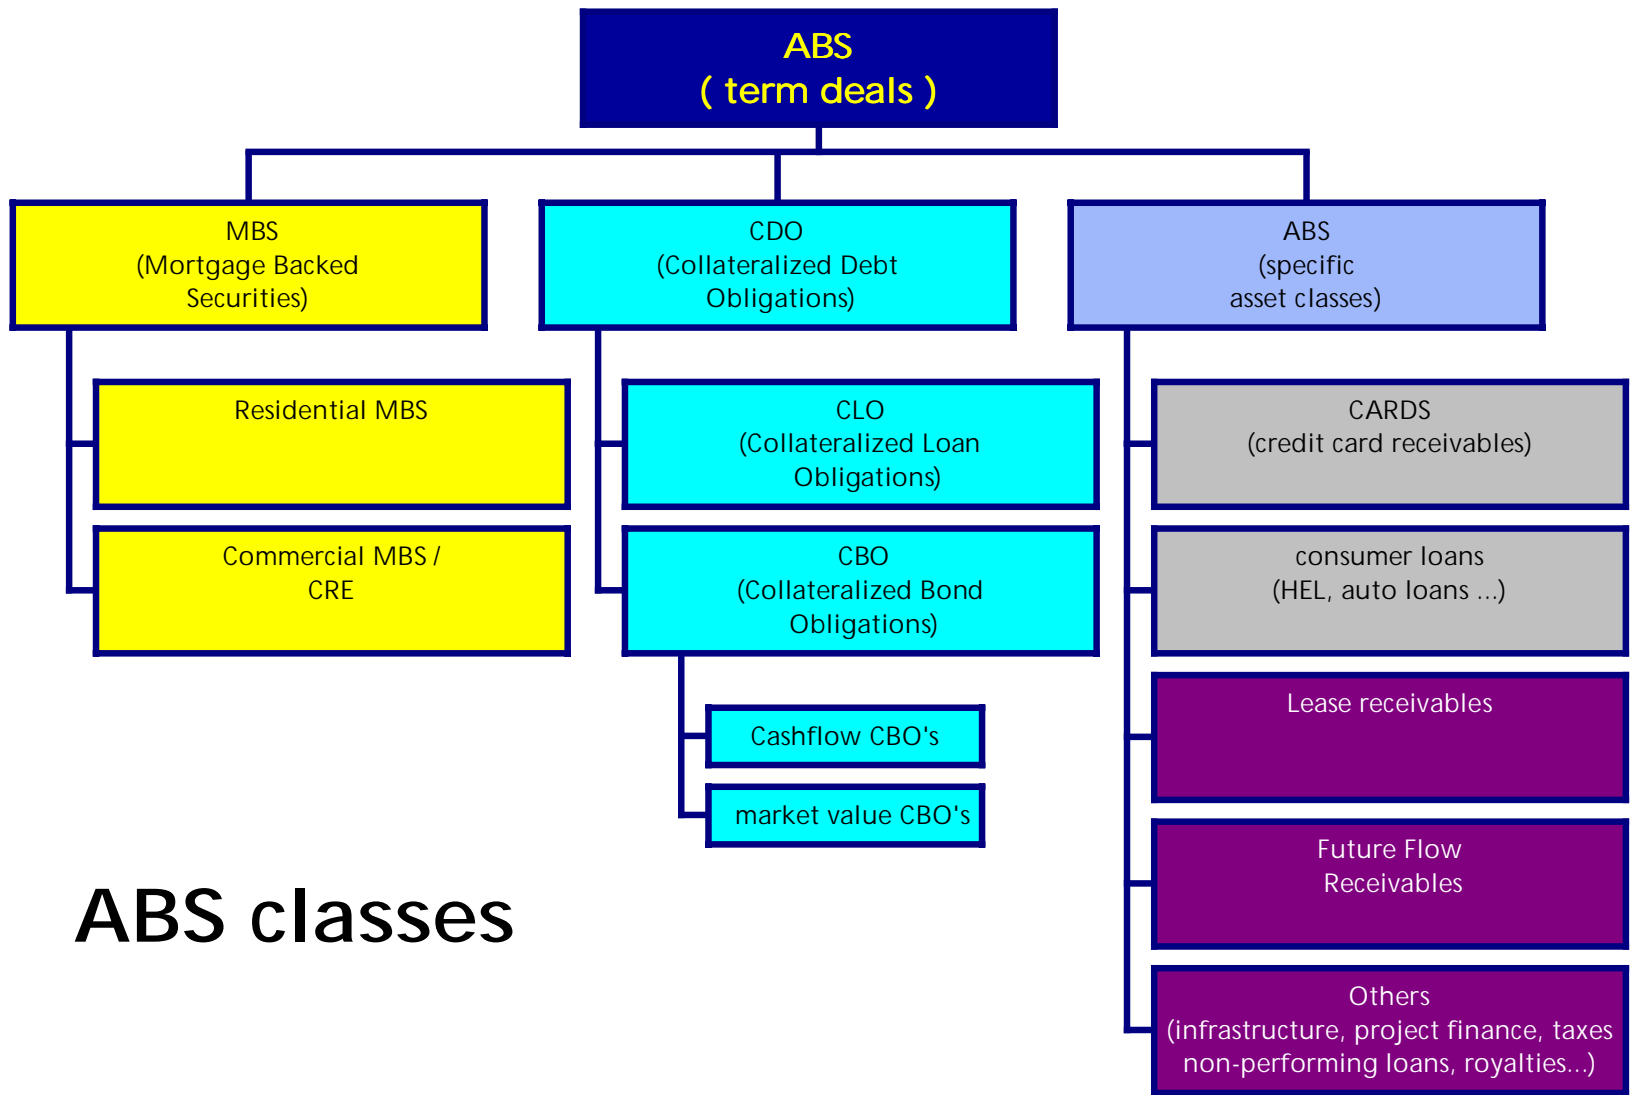 ABS
( term deals )
MBS
(Mortgage Backed
Securities)
CDO
(Collateralized Debt
Obligations)
ABS
(specific
asset classes)
Residential MBS
Commercial MBS /
CRE
CLO
(Collateralized Loan
Obligations)
CBO
(Collateralized Bond
Obligations)
Cashflow CBO's
market value CBO's
CARDS
(credit card receivables)
consumer loans
(HEL, auto loans ...)
Lease receivables
Future Flow
Receivables
Others
(infrastructure, project finance, taxes
non-performing loans, royalties...)
ABS classes